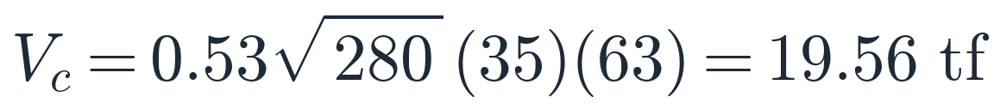 V_c = 0.53√280 (35)(63) = 19.56 tf